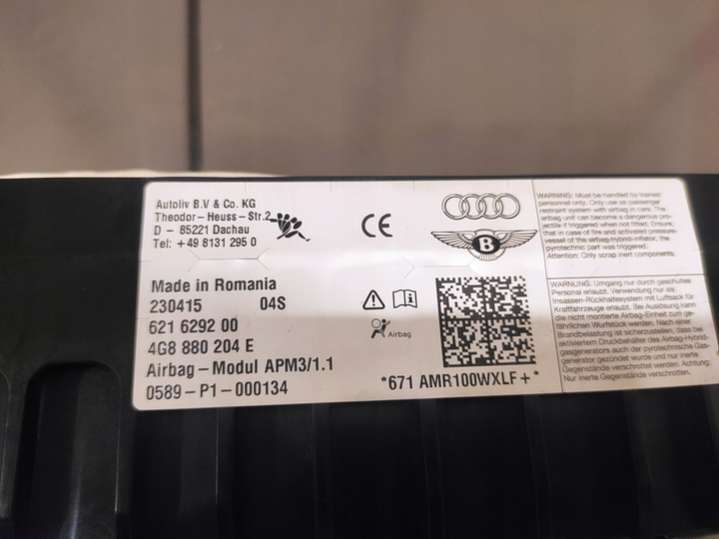 Autoliv B.V & Co. KG
Theodor-Heuss-Str.2
D - 85221 Dachau
Tel: +49 8131 295 0
CE
B
Made in Romania
230415 04S
621 6292 00
4G8 880 204 E
Airbag-Modul APM3/1.1
0589-P1-000134
Airbag
*671 AMR100WXLF+*
WARNING: Must be handled by trained
personnel only. Only use as passenger
restraint system with airbag in cars. The
airbag unit can become a dangerous pro-
jectile if triggered when not fitted. Ensure,
that in case of fire and activated pressure-
vessel of the airbag-hybrid-inflator, the
pyrotechnic part was triggered.
Attention: Only scrap inert components.
WARNUNG: Umgang nur durch geschultes
Personal erlaubt. Verwendung nur als:
Insassen-Rückhaltesystem mit Luftsack für
Kraftfahrzeuge erlaubt. Bei Auslösung kann
die nicht montierte Airbag-Einheit zum ge-
fährlichen Wurfstück werden. Nach einer
Brandbelastung ist sicherzustellen, dass bei
aktiviertem Druckbehälter des Airbag-Hybrid-
gasgenerators auch der pyrotechnische Gas-
generator gezündet wurde und nur inerte
Gegenstände verschrottet werden. Achtung:
Nur inerte Gegenstände verschrotten.